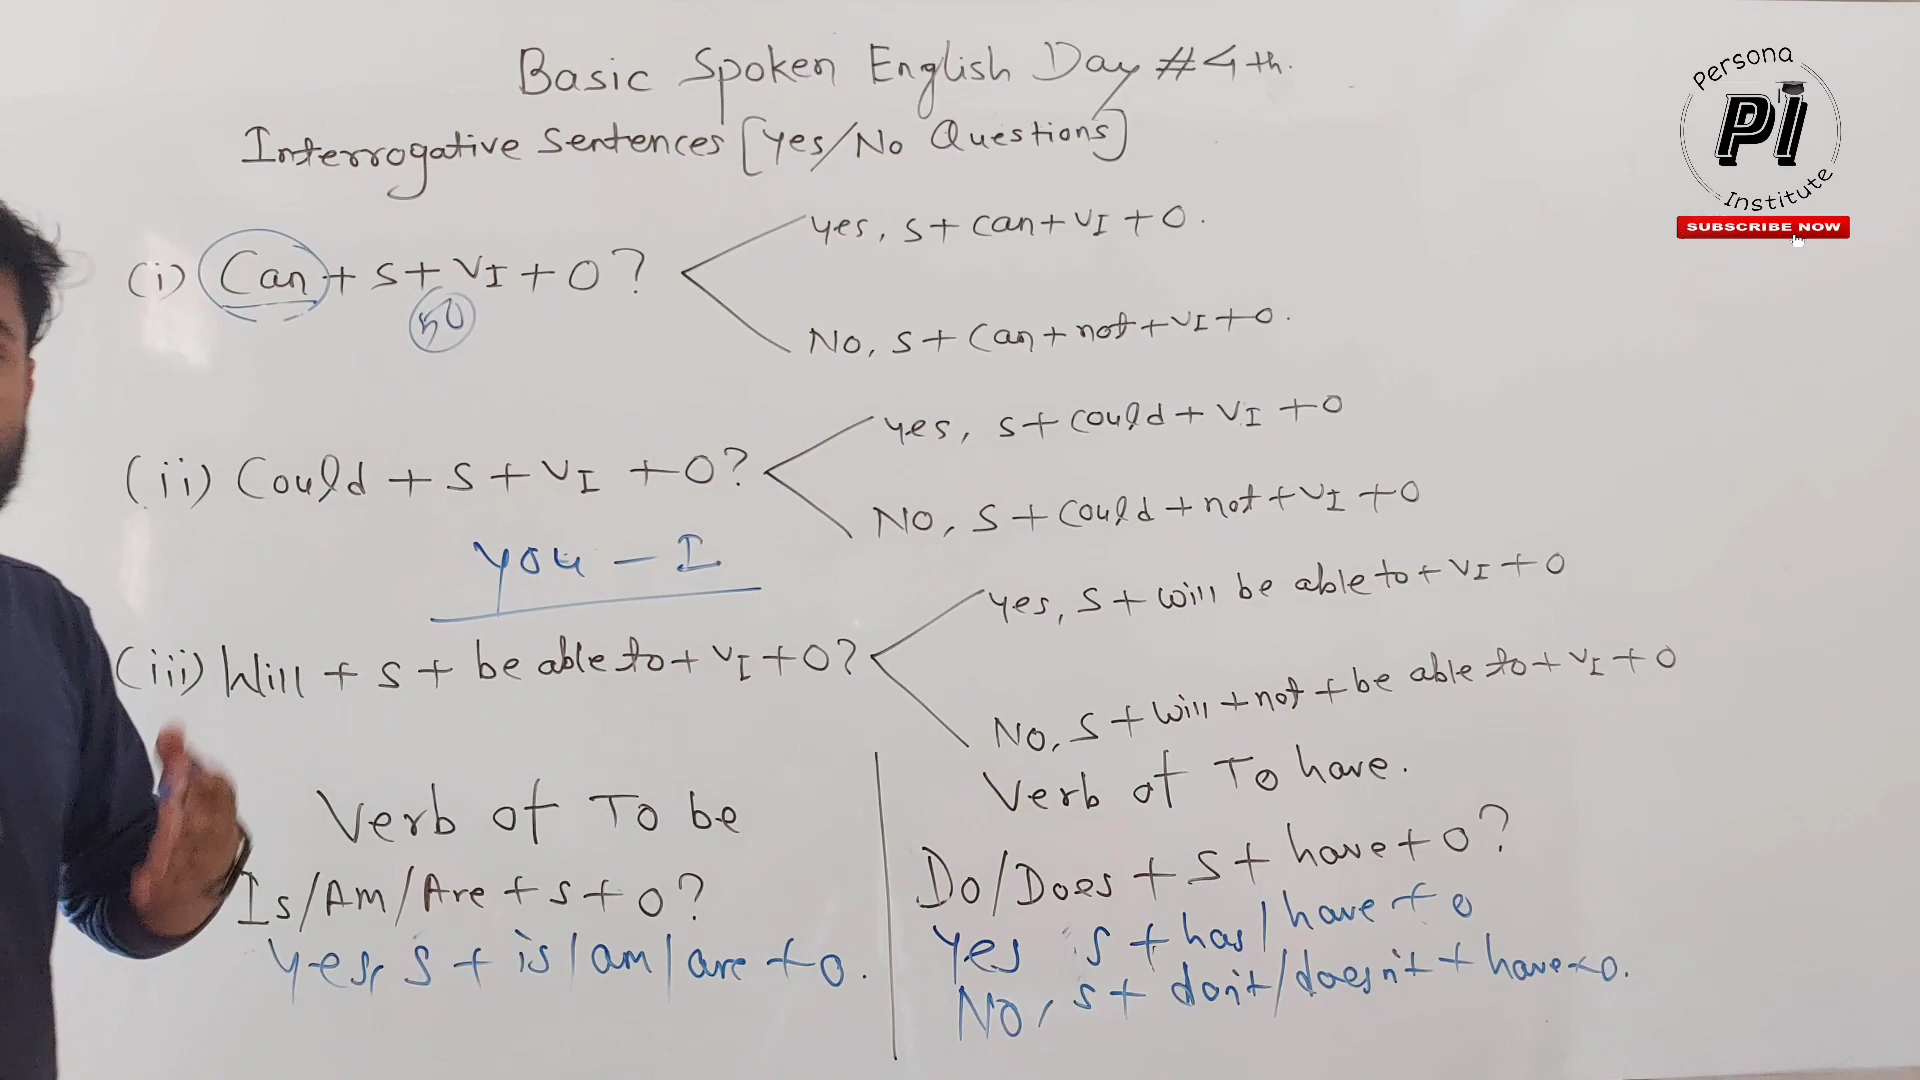 Basic Spoken English Day #4th.
Interrogative Sentences [Yes/No Questions]
(i) Can + S + VI + O?
50
Yes, S + Can + VI + O.
No, S + Can + not + VI + O.
(ii) Could + S + VI + O?
Yes, S + Could + VI + O
No, S + Could + not + VI + O
You - I
(iii) Will + S + be able to + VI + O?
Yes, S + will be able to + VI + O
No, S + will + not + be able to + VI + O
Verb of To be
Is/Am/Are + S + O?
Yes, S + is/am/are + O.
Verb of To have.
Do/Does + S + have + O?
Yes S + has/have + O
No, S + don't/doesn't + have + O.
Persona
PI
Institute
SUBSCRIBE NOW